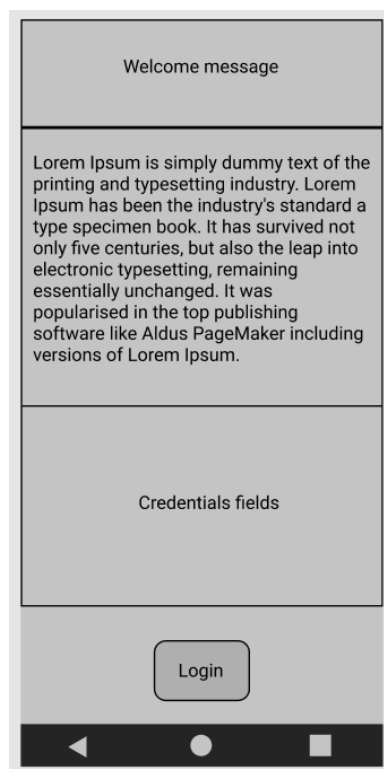 Welcome message
Lorem Ipsum is simply dummy text of the
printing and typesetting industry. Lorem
Ipsum has been the industry's standard a
type specimen book. It has survived not
only five centuries, but also the leap into
electronic typesetting, remaining
essentially unchanged. It was
popularised in the top publishing
software like Aldus PageMaker including
versions of Lorem Ipsum.
Credentials fields
Login